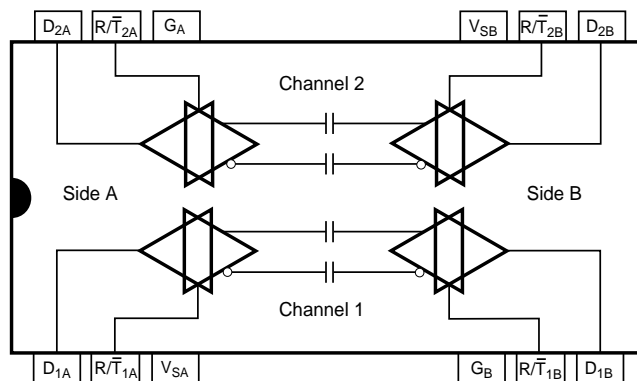 D2A R/T̅2A GA VSB R/T̅2B D2B
Channel 2
Side A Side B
Channel 1
D1A R/T̅1A VSA GB R/T̅1B D1B